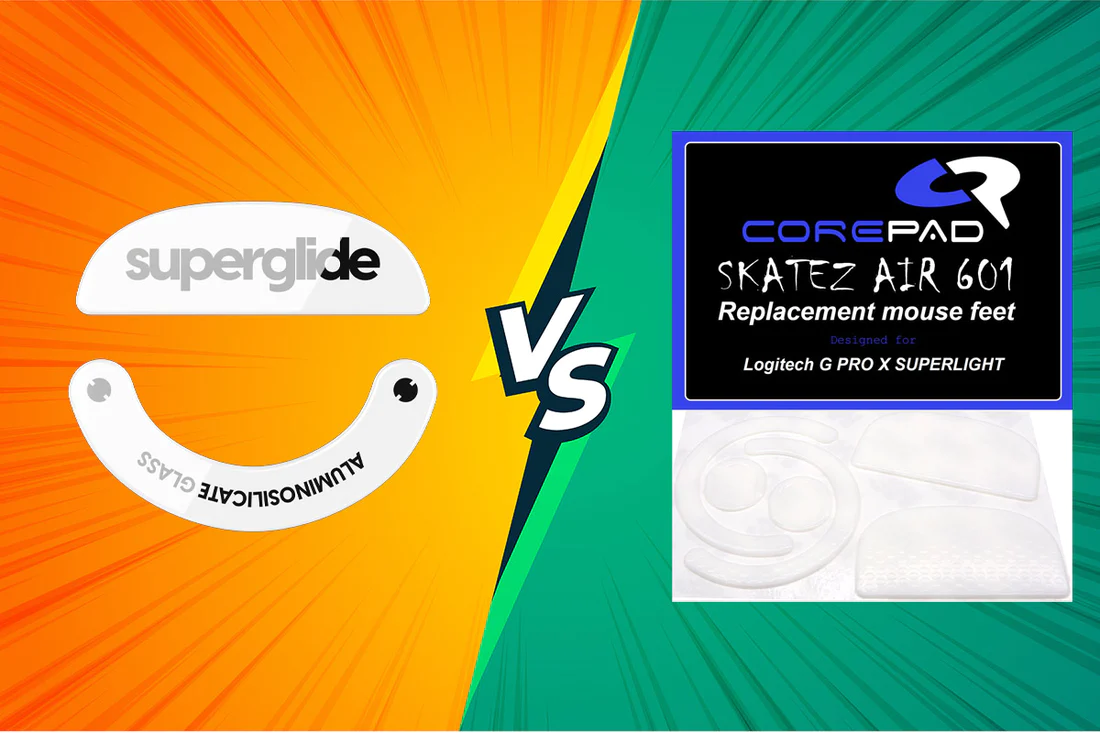 superglide
ALUMINOSILICATE GLASS
VS
COREPAD
SKATEZ AIR 601
Replacement mouse feet
Designed for
Logitech G PRO X SUPERLIGHT